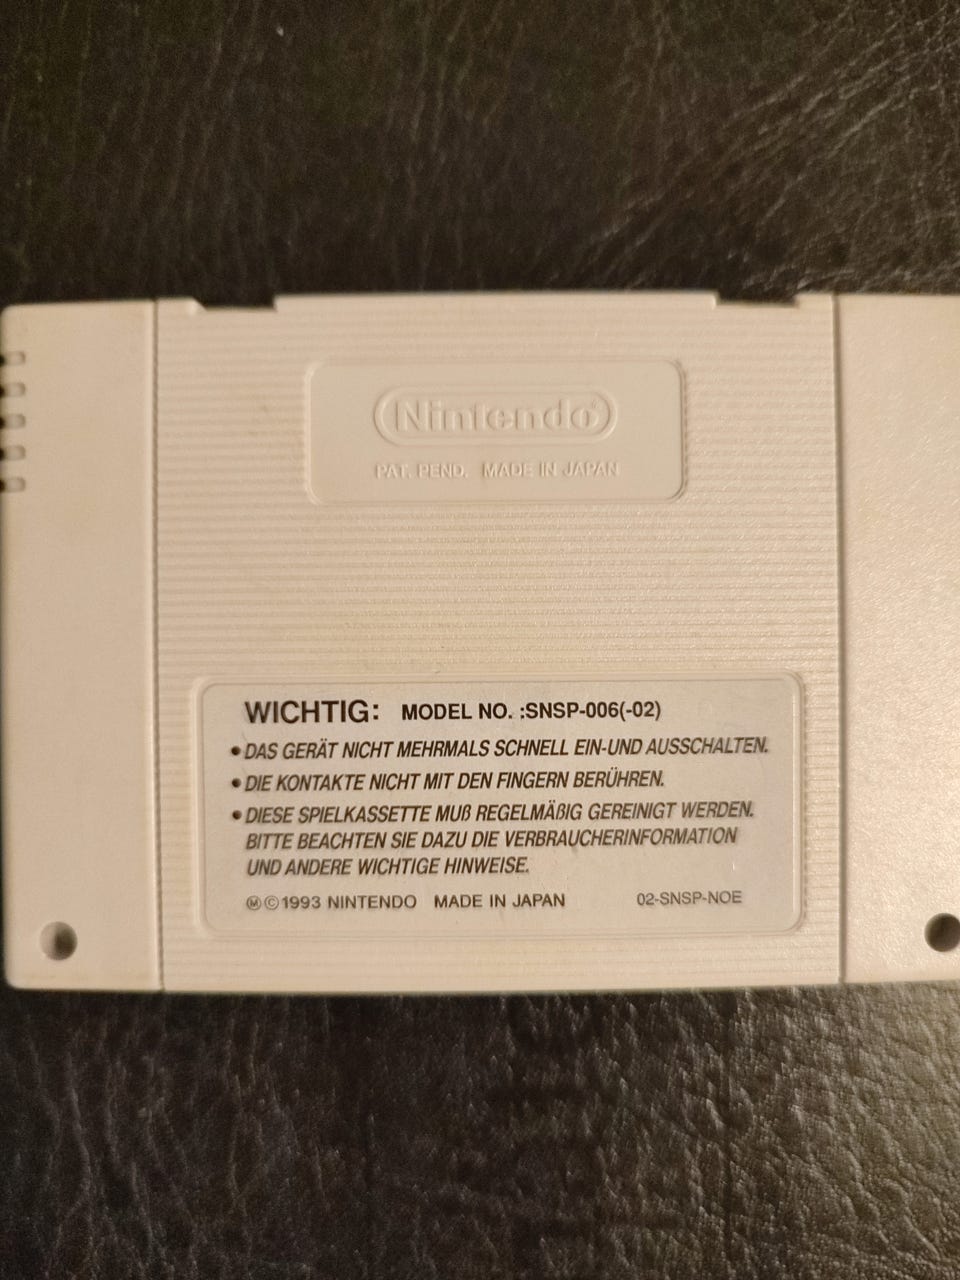 Nintendo®
PAT. PEND. MADE IN JAPAN
WICHTIG: MODEL NO. :SNSP-006(-02)
• DAS GERÄT NICHT MEHRMALS SCHNELL EIN-UND AUSSCHALTEN.
• DIE KONTAKTE NICHT MIT DEN FINGERN BERÜHREN.
• DIESE SPIELKASSETTE MUß REGELMÄßIG GEREINIGT WERDEN.
BITTE BEACHTEN SIE DAZU DIE VERBRAUCHERINFORMATION
UND ANDERE WICHTIGE HINWEISE.
Ⓜ©1993 NINTENDO MADE IN JAPAN 02-SNSP-NOE